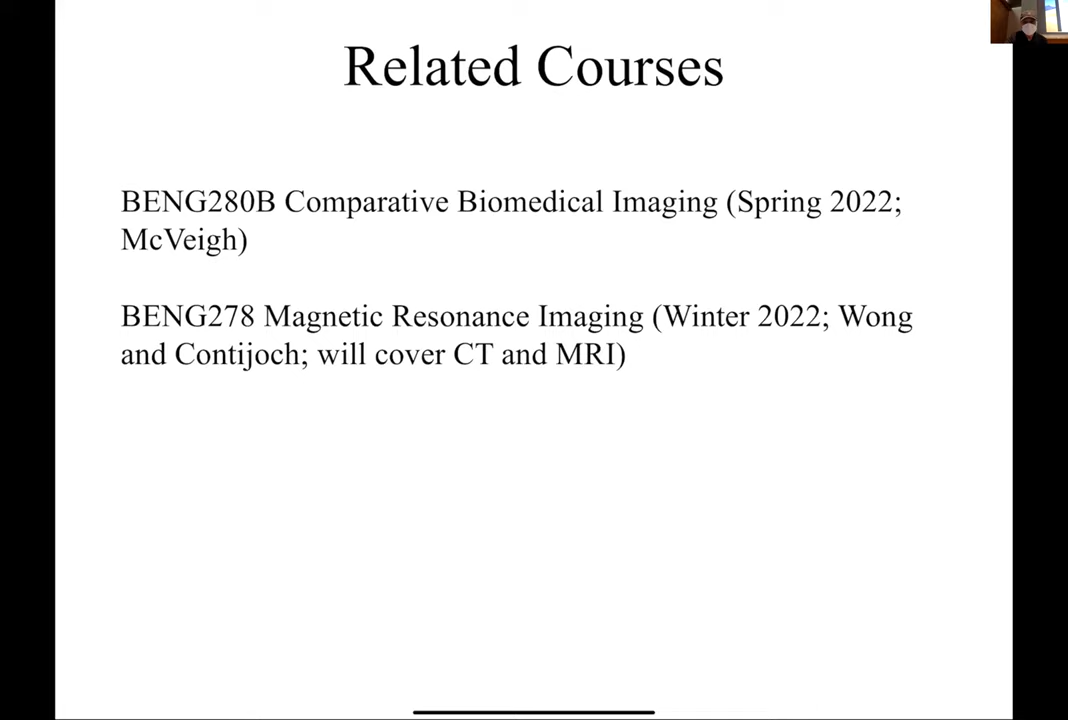 Related Courses
BENG280B Comparative Biomedical Imaging (Spring 2022;
McVeigh)
BENG278 Magnetic Resonance Imaging (Winter 2022; Wong
and Contijoch; will cover CT and MRI)